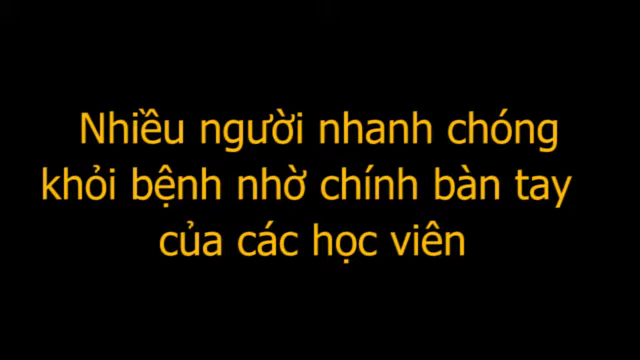 Nhiều người nhanh chóng
khỏi bệnh nhờ chính bàn tay
của các học viên